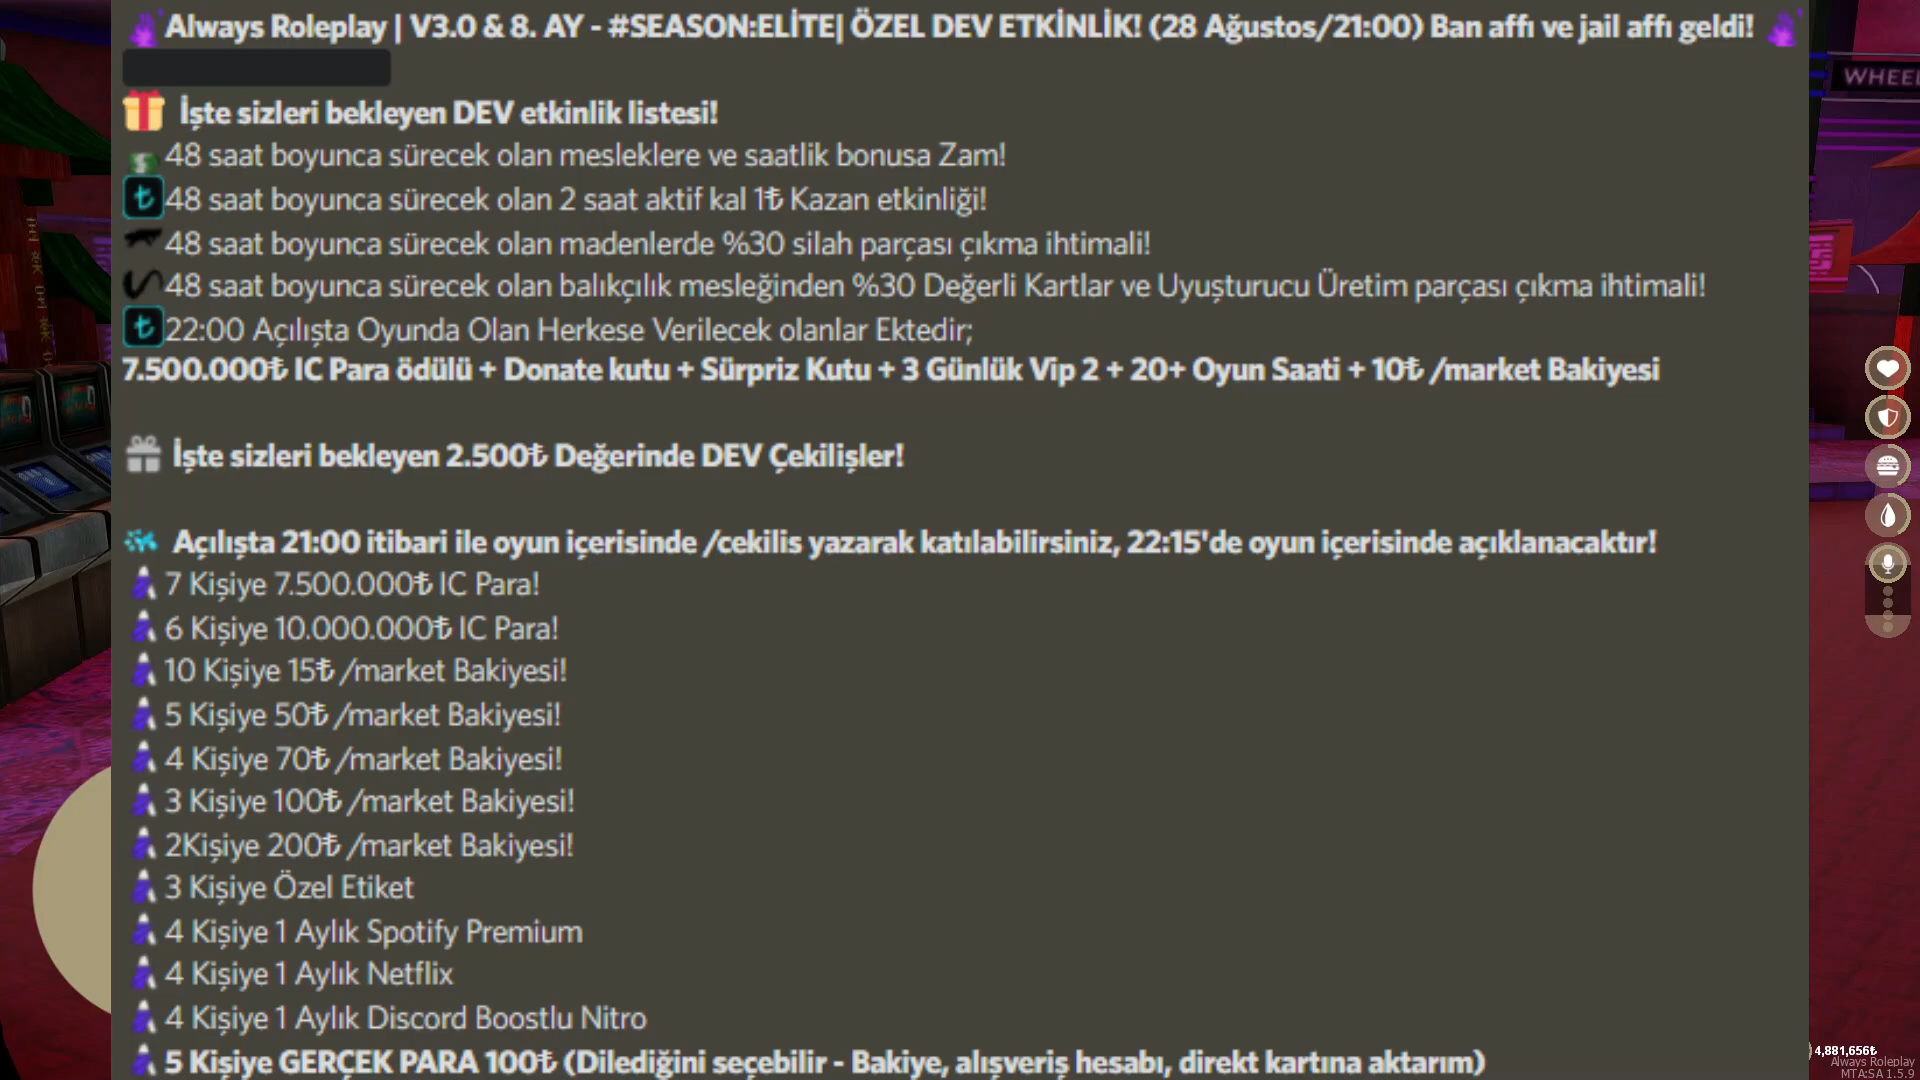 Always Roleplay | V3.0 & 8. AY - #SEASON:ELİTE| ÖZEL DEV ETKİNLİK! (28 Ağustos/21:00) Ban affı ve jail affı geldi!
WHEEL
İşte sizleri bekleyen DEV etkinlik listesi!
48 saat boyunca sürecek olan mesleklere ve saatlik bonusa Zam!
48 saat boyunca sürecek olan 2 saat aktif kal 1₺ Kazan etkinliği!
48 saat boyunca sürecek olan madenlerde %30 silah parçası çıkma ihtimali!
48 saat boyunca sürecek olan balıkçılık mesleğinden %30 Değerli Kartlar ve Uyuşturucu Üretim parçası çıkma ihtimali!
₺ 22:00 Açılışta Oyunda Olan Herkese Verilecek olanlar Ektedir;
7.500.000₺ IC Para ödülü + Donate kutu + Sürpriz Kutu + 3 Günlük Vip 2 + 20+ Oyun Saati + 10₺ /market Bakiyesi
İşte sizleri bekleyen 2.500₺ Değerinde DEV Çekilişler!
Açılışta 21:00 itibari ile oyun içerisinde /cekilis yazarak katılabilirsiniz, 22:15'de oyun içerisinde açıklanacaktır!
7 Kişiye 7.500.000₺ IC Para!
6 Kişiye 10.000.000₺ IC Para!
10 Kişiye 15₺ /market Bakiyesi!
5 Kişiye 50₺ /market Bakiyesi!
4 Kişiye 70₺ /market Bakiyesi!
3 Kişiye 100₺ /market Bakiyesi!
2Kişiye 200₺ /market Bakiyesi!
3 Kişiye Özel Etiket
4 Kişiye 1 Aylık Spotify Premium
4 Kişiye 1 Aylık Netflix
4 Kişiye 1 Aylık Discord Boostlu Nitro
5 Kişiye GERÇEK PARA 100₺ (Dilediğini seçebilir - Bakiye, alışveriş hesabı, direkt kartına aktarım)
4,881,656₺
Always Roleplay
MTA:SA 1.5.9